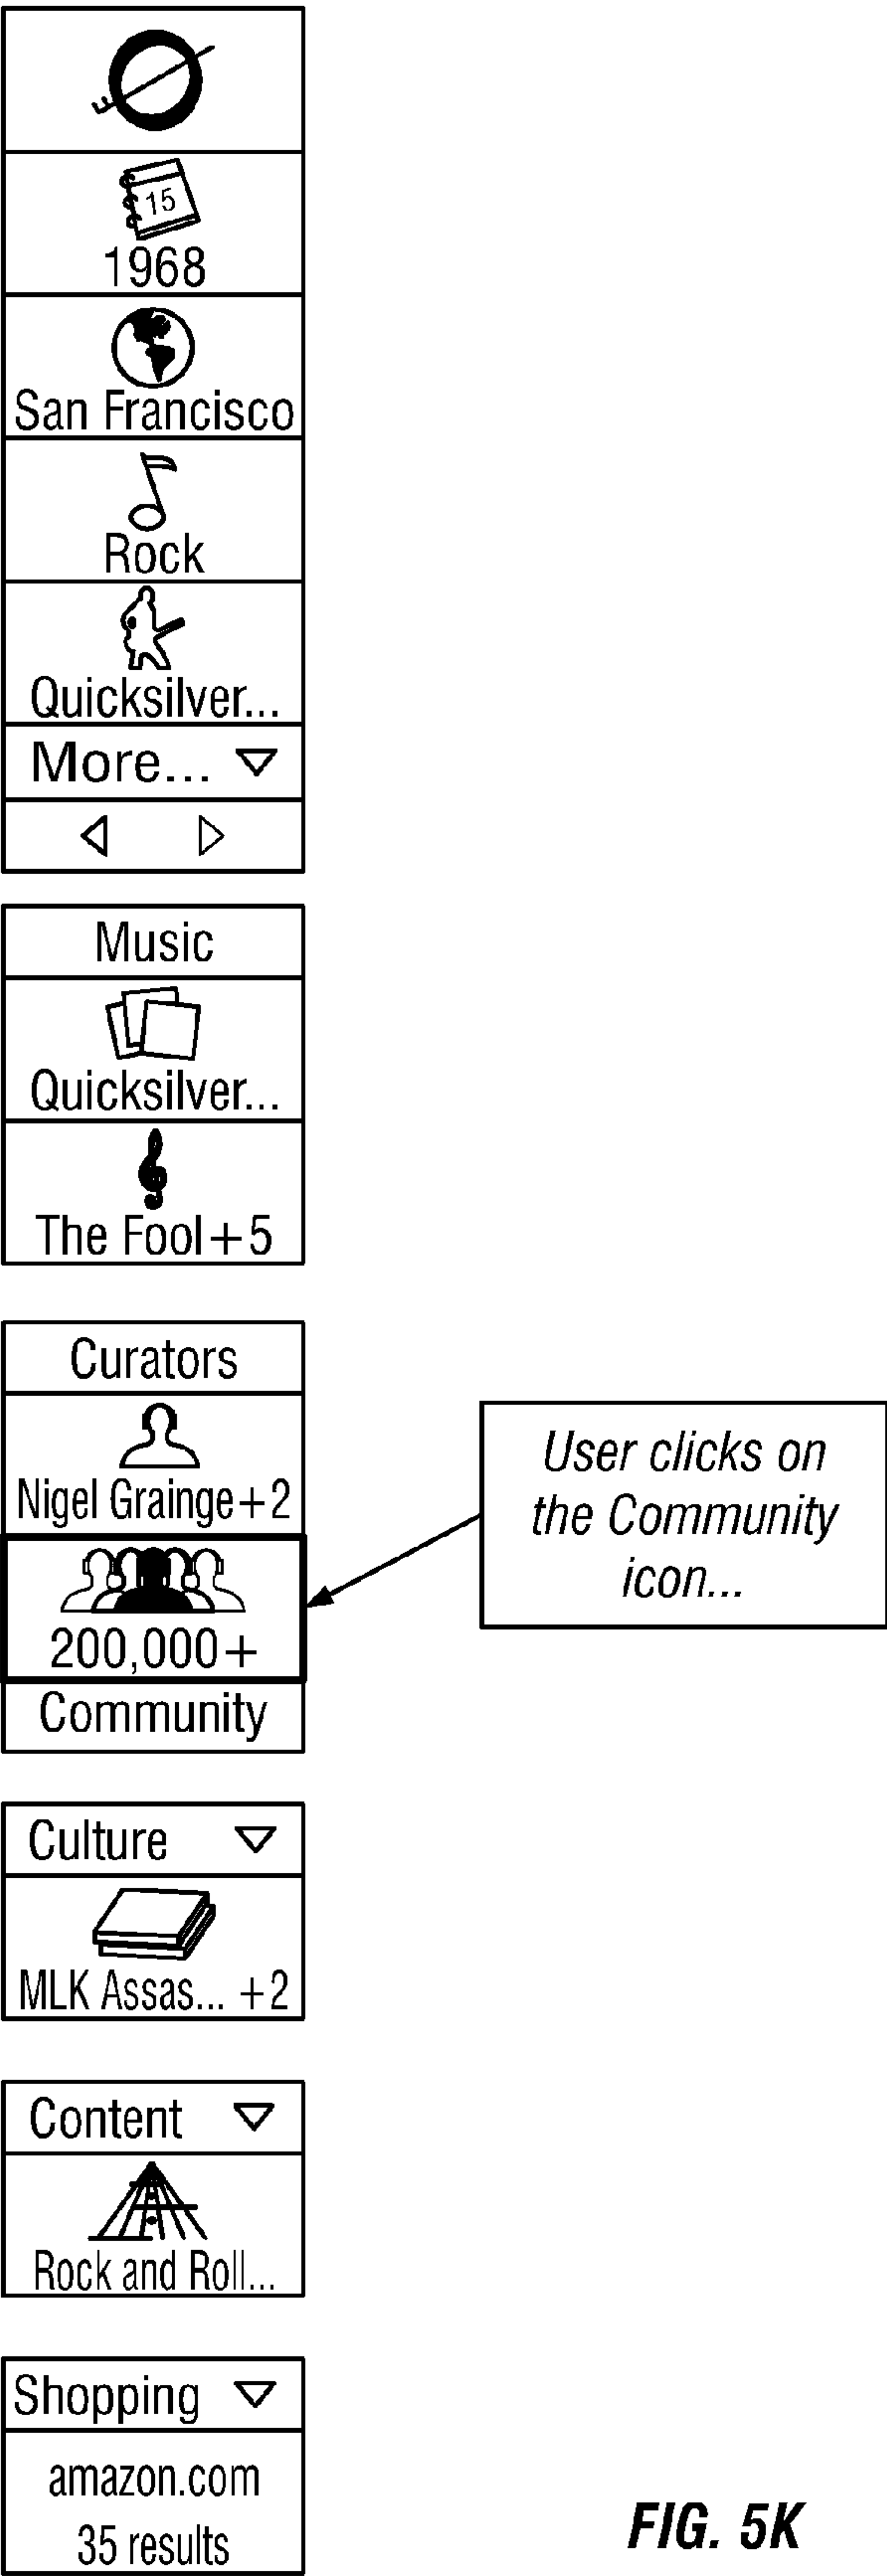 15
1968
San Francisco
Rock
Quicksilver...
More...
Music
Quicksilver...
The Fool+5
Curators
Nigel Grainge+2
200,000+
Community
User clicks on
the Community
icon...
Culture
MLK Assas... +2
Content
Rock and Roll...
Shopping
amazon.com
35 results
FIG. 5K